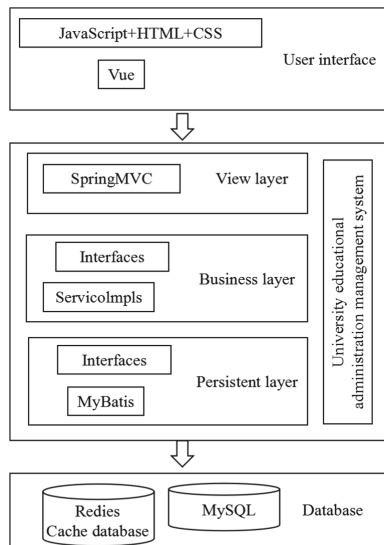 JavaScript+HTML+CSS
User interface
Vue
SpringMVC
View layer
Interfaces
Business layer
ServicoImpls
Interfaces
Persistent layer
MyBatis
University educational
administration management system
Redies
Cache database
MySQL
Database